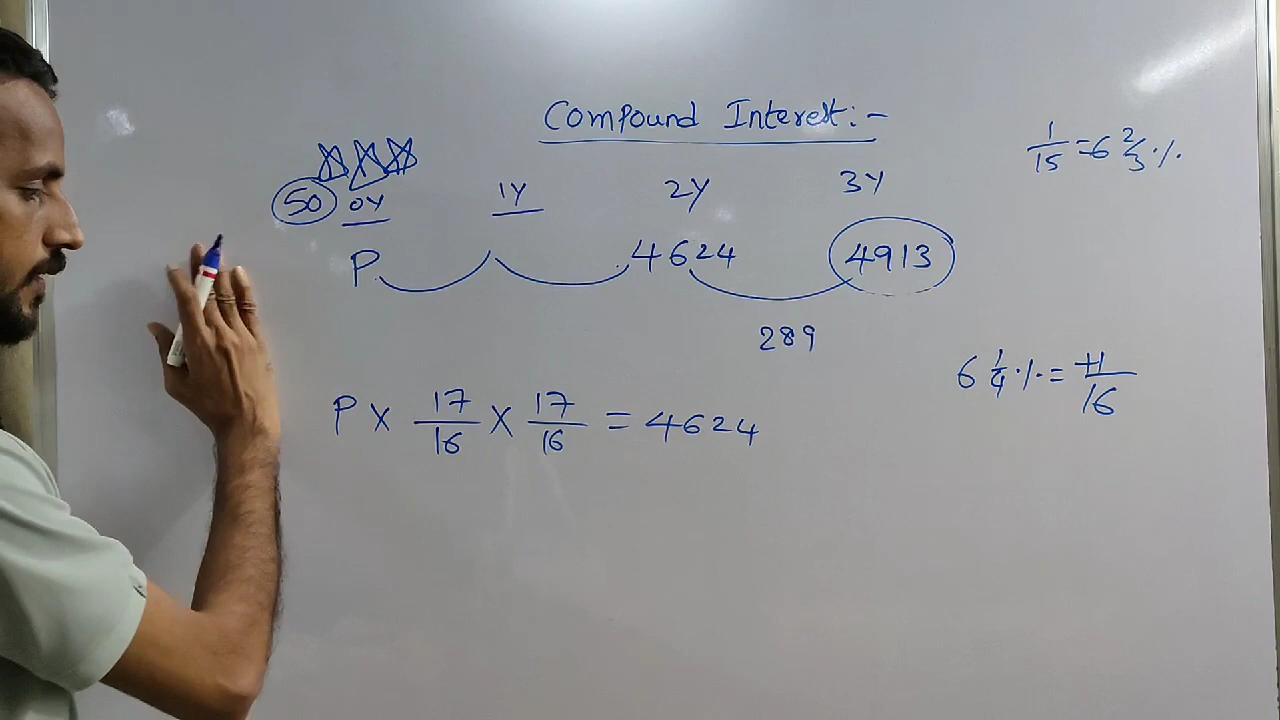 Compound Interest:-
1/15 = 6 2/3 %
50 0Y 1Y 2Y 3Y
P 4624 4913
289
6 1/4 % = +1/16
P X 17/16 X 17/16 = 4624